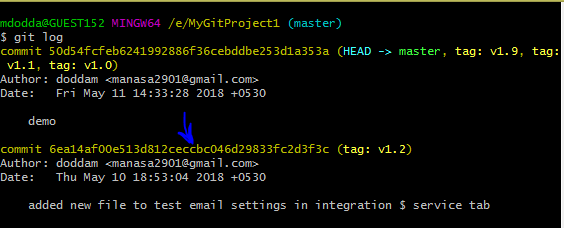 mdodda@GUEST152 MINGW64 /e/MyGitProject1 (master)
$ git log
commit 50d54fcfeb6241992886f36cebddbe253d1a353a (HEAD -> master, tag: v1.9, tag:
v1.1, tag: v1.0)
Author: doddam <manasa2901@gmail.com>
Date:   Fri May 11 14:33:28 2018 +0530
demo
commit 6ea14af00e513d812ceccbc046d29833fc2d3f3c (tag: v1.2)
Author: doddam <manasa2901@gmail.com>
Date:   Thu May 10 18:53:04 2018 +0530
added new file to test email settings in integration $ service tab